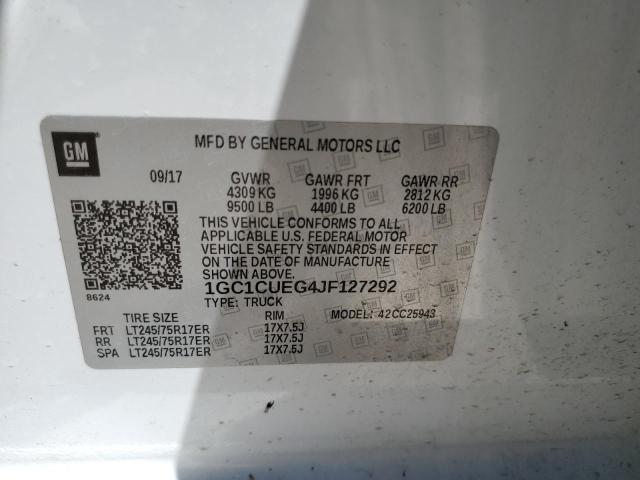 GM
MFD BY GENERAL MOTORS LLC
09/17 GVWR GAWR FRT GAWR RR
4309 KG 1996 KG 2812 KG
9500 LB 4400 LB 6200 LB
THIS VEHICLE CONFORMS TO ALL
APPLICABLE U.S. FEDERAL MOTOR
VEHICLE SAFETY STANDARDS IN EFFECT
ON THE DATE OF MANUFACTURE
SHOWN ABOVE.
8624
1GC1CUEG4JF127292
TYPE: TRUCK
TIRE SIZE RIM MODEL: 42CC25943
FRT LT245/75R17ER 17X7.5J
RR LT245/75R17ER 17X7.5J
SPA LT245/75R17ER 17X7.5J